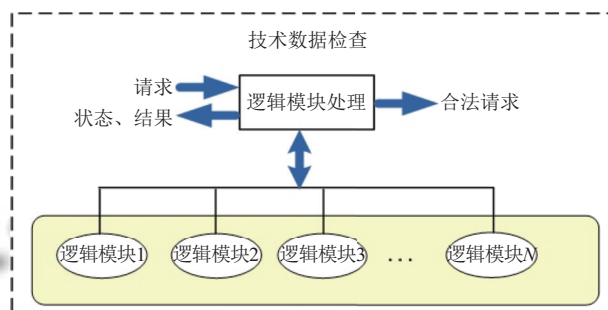 技术数据检查
请求
状态、结果
逻辑模块处理
合法请求
逻辑模块1
逻辑模块2
逻辑模块3
…
逻辑模块N